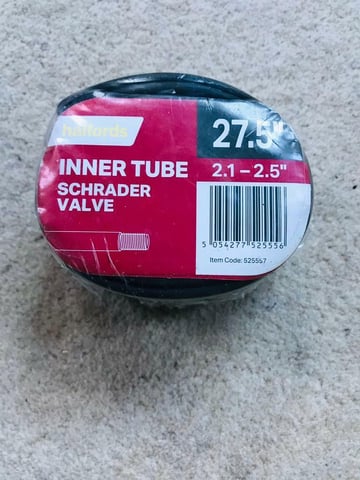 halfords
27.5"
INNER TUBE
2.1 – 2.5"
SCHRADER
VALVE
5 054277 525556
Item Code: 525557